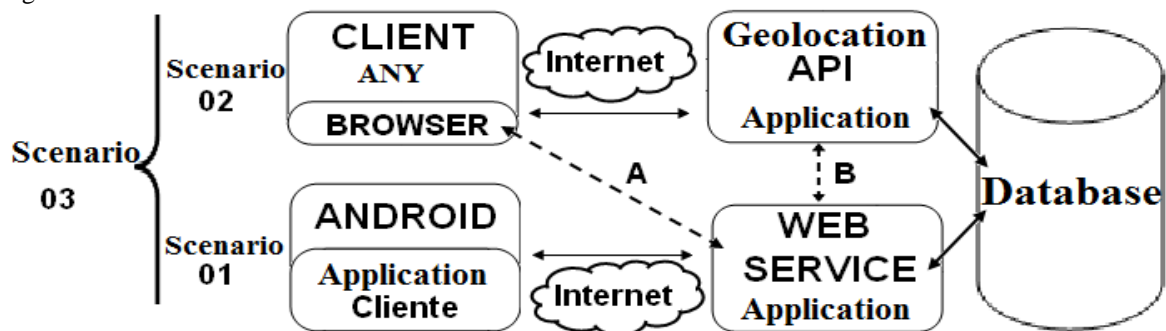 Scenario
03
Scenario
02
CLIENT
ANY
BROWSER
Internet
Geolocation
API
Application
A
B
Database
Scenario
01
ANDROID
Application
Cliente
Internet
WEB
SERVICE
Application